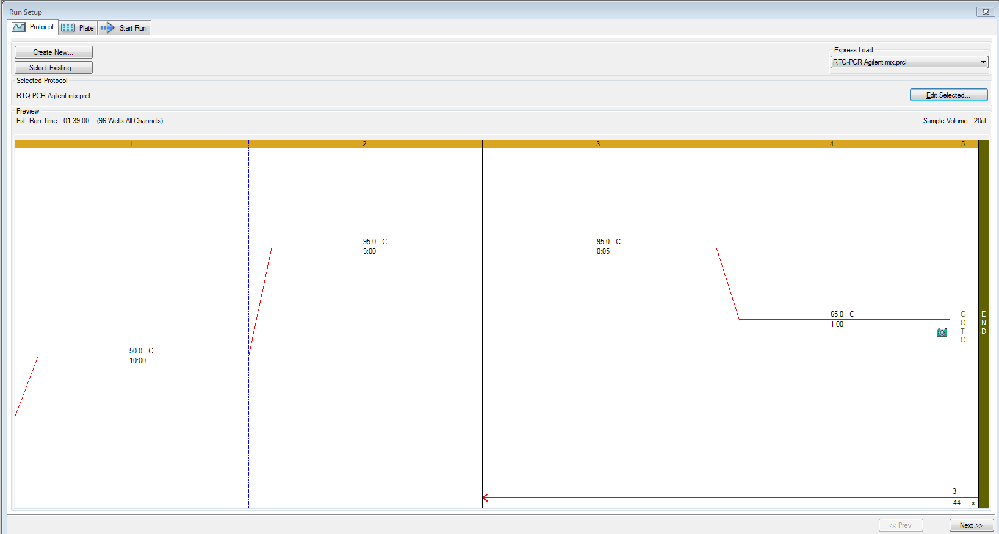 Run Setup
Protocol
Plate
Start Run
Create New...
Select Existing...
Express Load
RTQ-PCR Agilent mix.prcl
Selected Protocol
RTQ-PCR Agilent mix.prcl
Edit Selected...
Preview
Est. Run Time: 01:39:00 (96 Wells-All Channels)
Sample Volume: 20ul
1 2 3 4 5
95.0 C
3:00
95.0 C
0:05
65.0 C
1:00
50.0 C
10:00
GOTO
END
3
44 x
<< Prev
Next >>